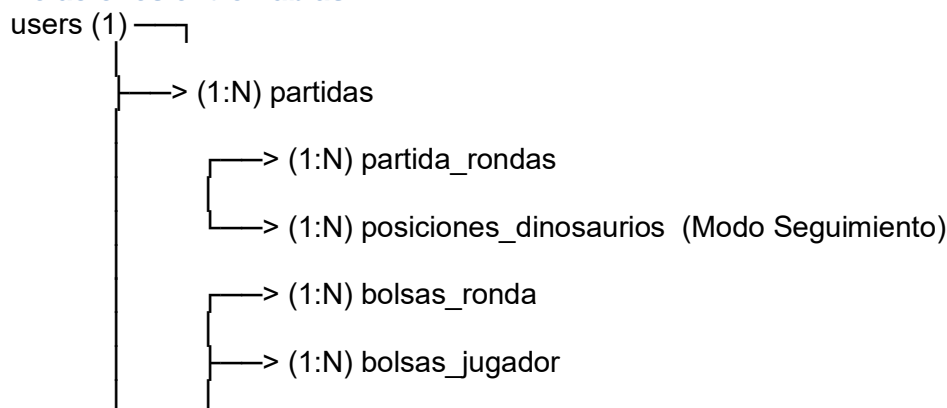 users (1)
> (1:N) partidas
> (1:N) partida_rondas
> (1:N) posiciones_dinosaurios (Modo Seguimiento)
> (1:N) bolsas_ronda
> (1:N) bolsas_jugador